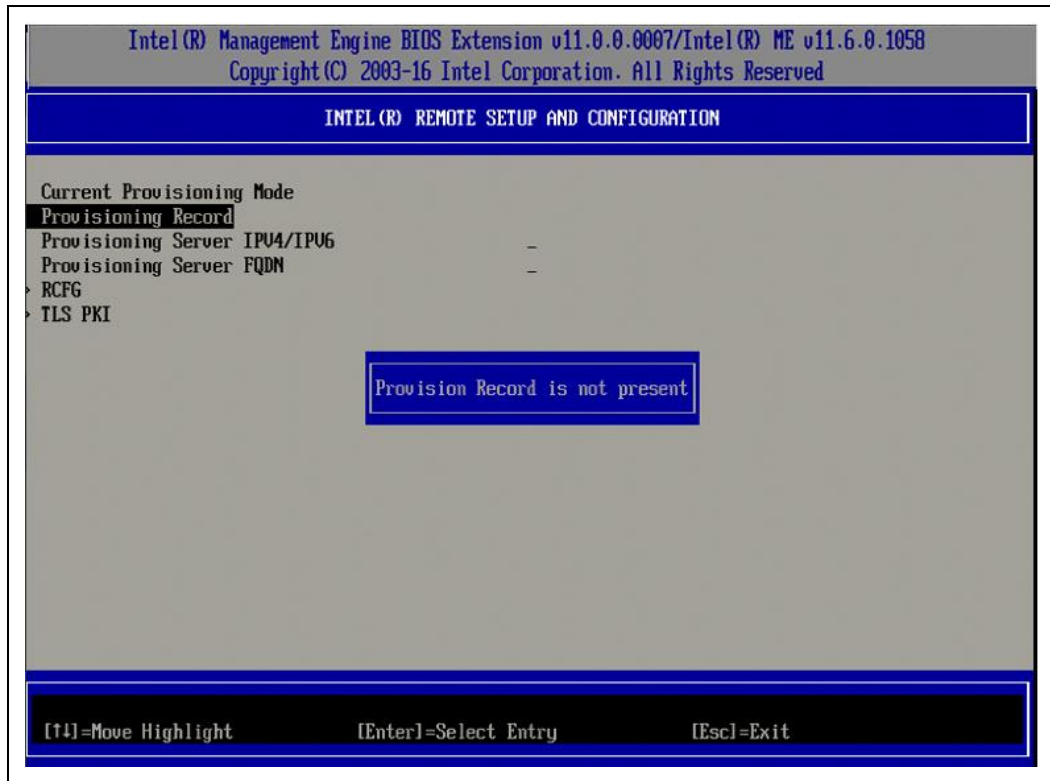 Intel(R) Management Engine BIOS Extension v11.0.0.0007/Intel(R) ME v11.6.0.1058
Copyright(C) 2003-16 Intel Corporation. All Rights Reserved
INTEL(R) REMOTE SETUP AND CONFIGURATION
Current Provisioning Mode
Provisioning Record
Provisioning Server IPV4/IPV6 _
Provisioning Server FQDN _
> RCFG
> TLS PKI
Provision Record is not present
[↑↓]=Move Highlight [Enter]=Select Entry [Esc]=Exit